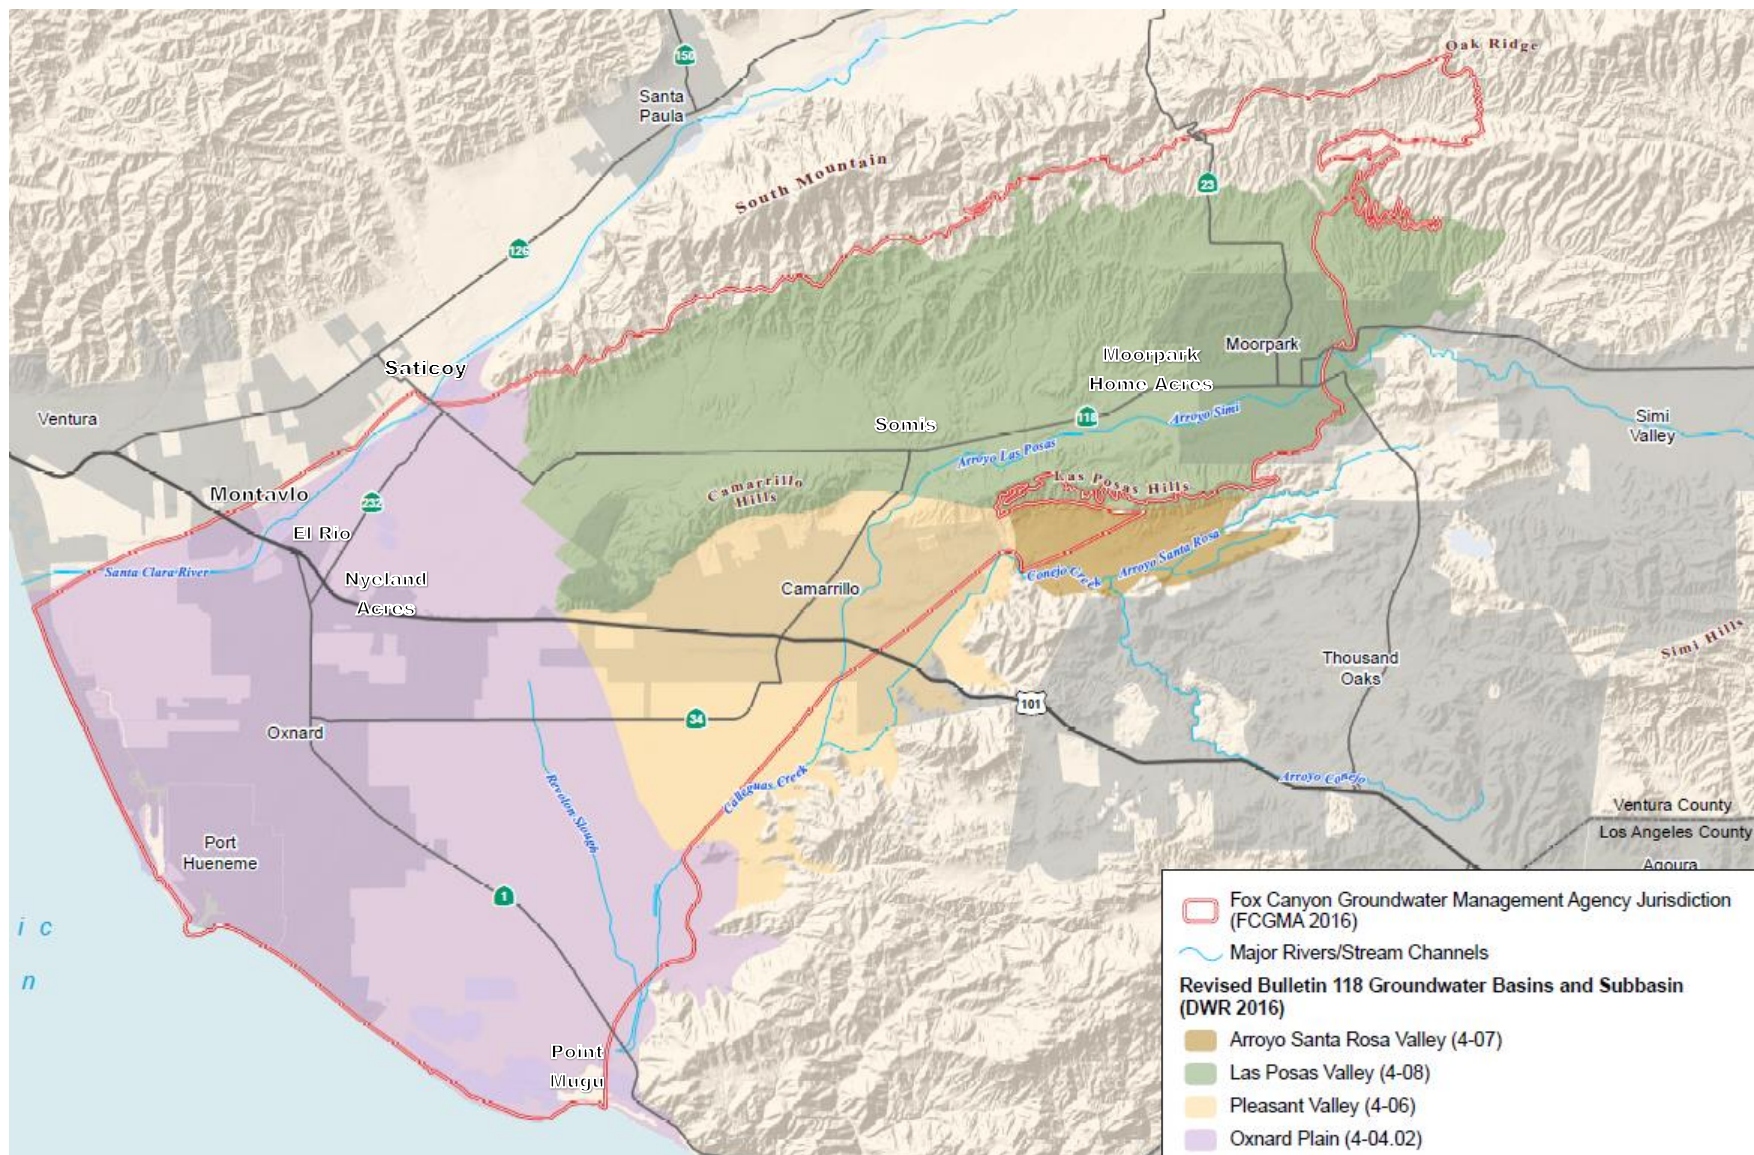 Oak Ridge
150
Santa
Paula
South Mountain
23
126
Saticoy
Moorpark
Home Acres
Moorpark
Ventura
Somis
118
Arroyo Simi
Simi
Valley
Arroyo Las Posas
Camarrillo
Hills
Las Posas Hills
Montavlo
232
El Rio
Santa Clara River
Nyeland
Acres
Camarrillo
Conejo Creek
Arroyo Santa Rosa
Simi Hills
Thousand
Oaks
101
34
Oxnard
Revolon Slough
Calleguas Creek
Arroyo Conejo
Ventura County
Los Angeles County
Agoura
Port
Hueneme
1
i c
n
Point
Mugu
Fox Canyon Groundwater Management Agency Jurisdiction
(FCGMA 2016)
Major Rivers/Stream Channels
Revised Bulletin 118 Groundwater Basins and Subbasin
(DWR 2016)
Arroyo Santa Rosa Valley (4-07)
Las Posas Valley (4-08)
Pleasant Valley (4-06)
Oxnard Plain (4-04.02)